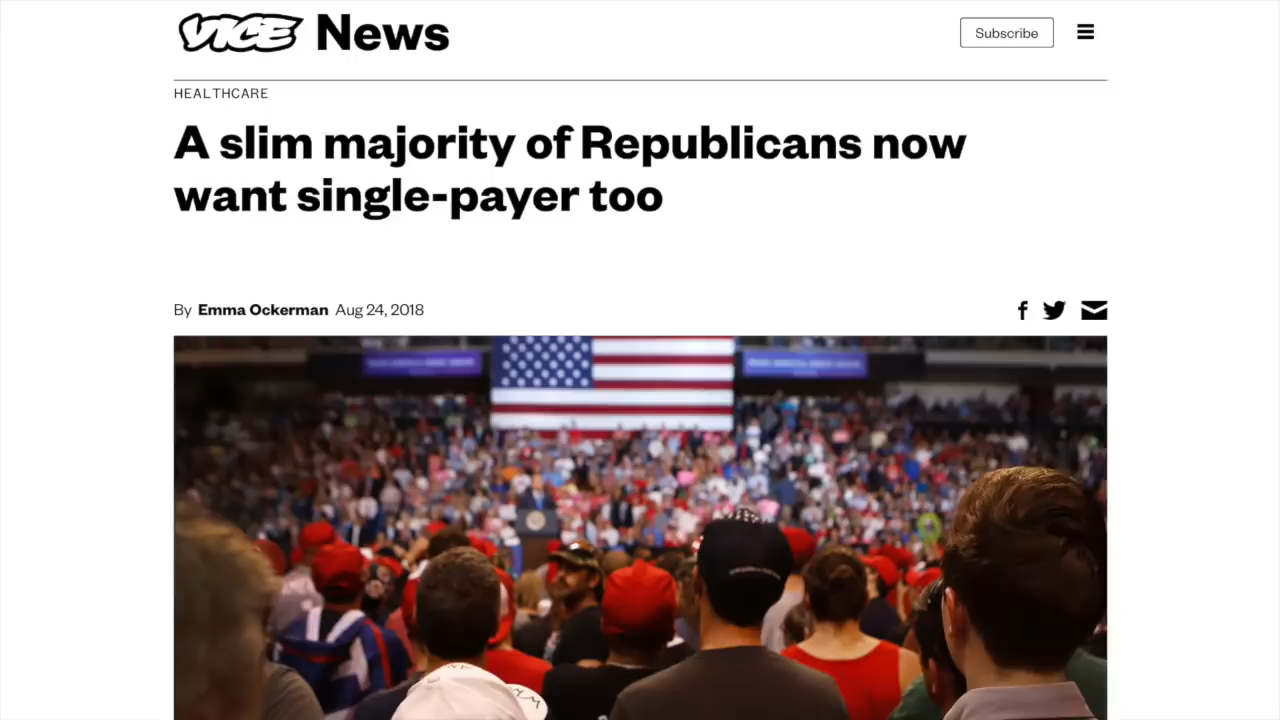 VICE News
Subscribe
HEALTHCARE
A slim majority of Republicans now
want single-payer too
By Emma Ockerman Aug 24, 2018